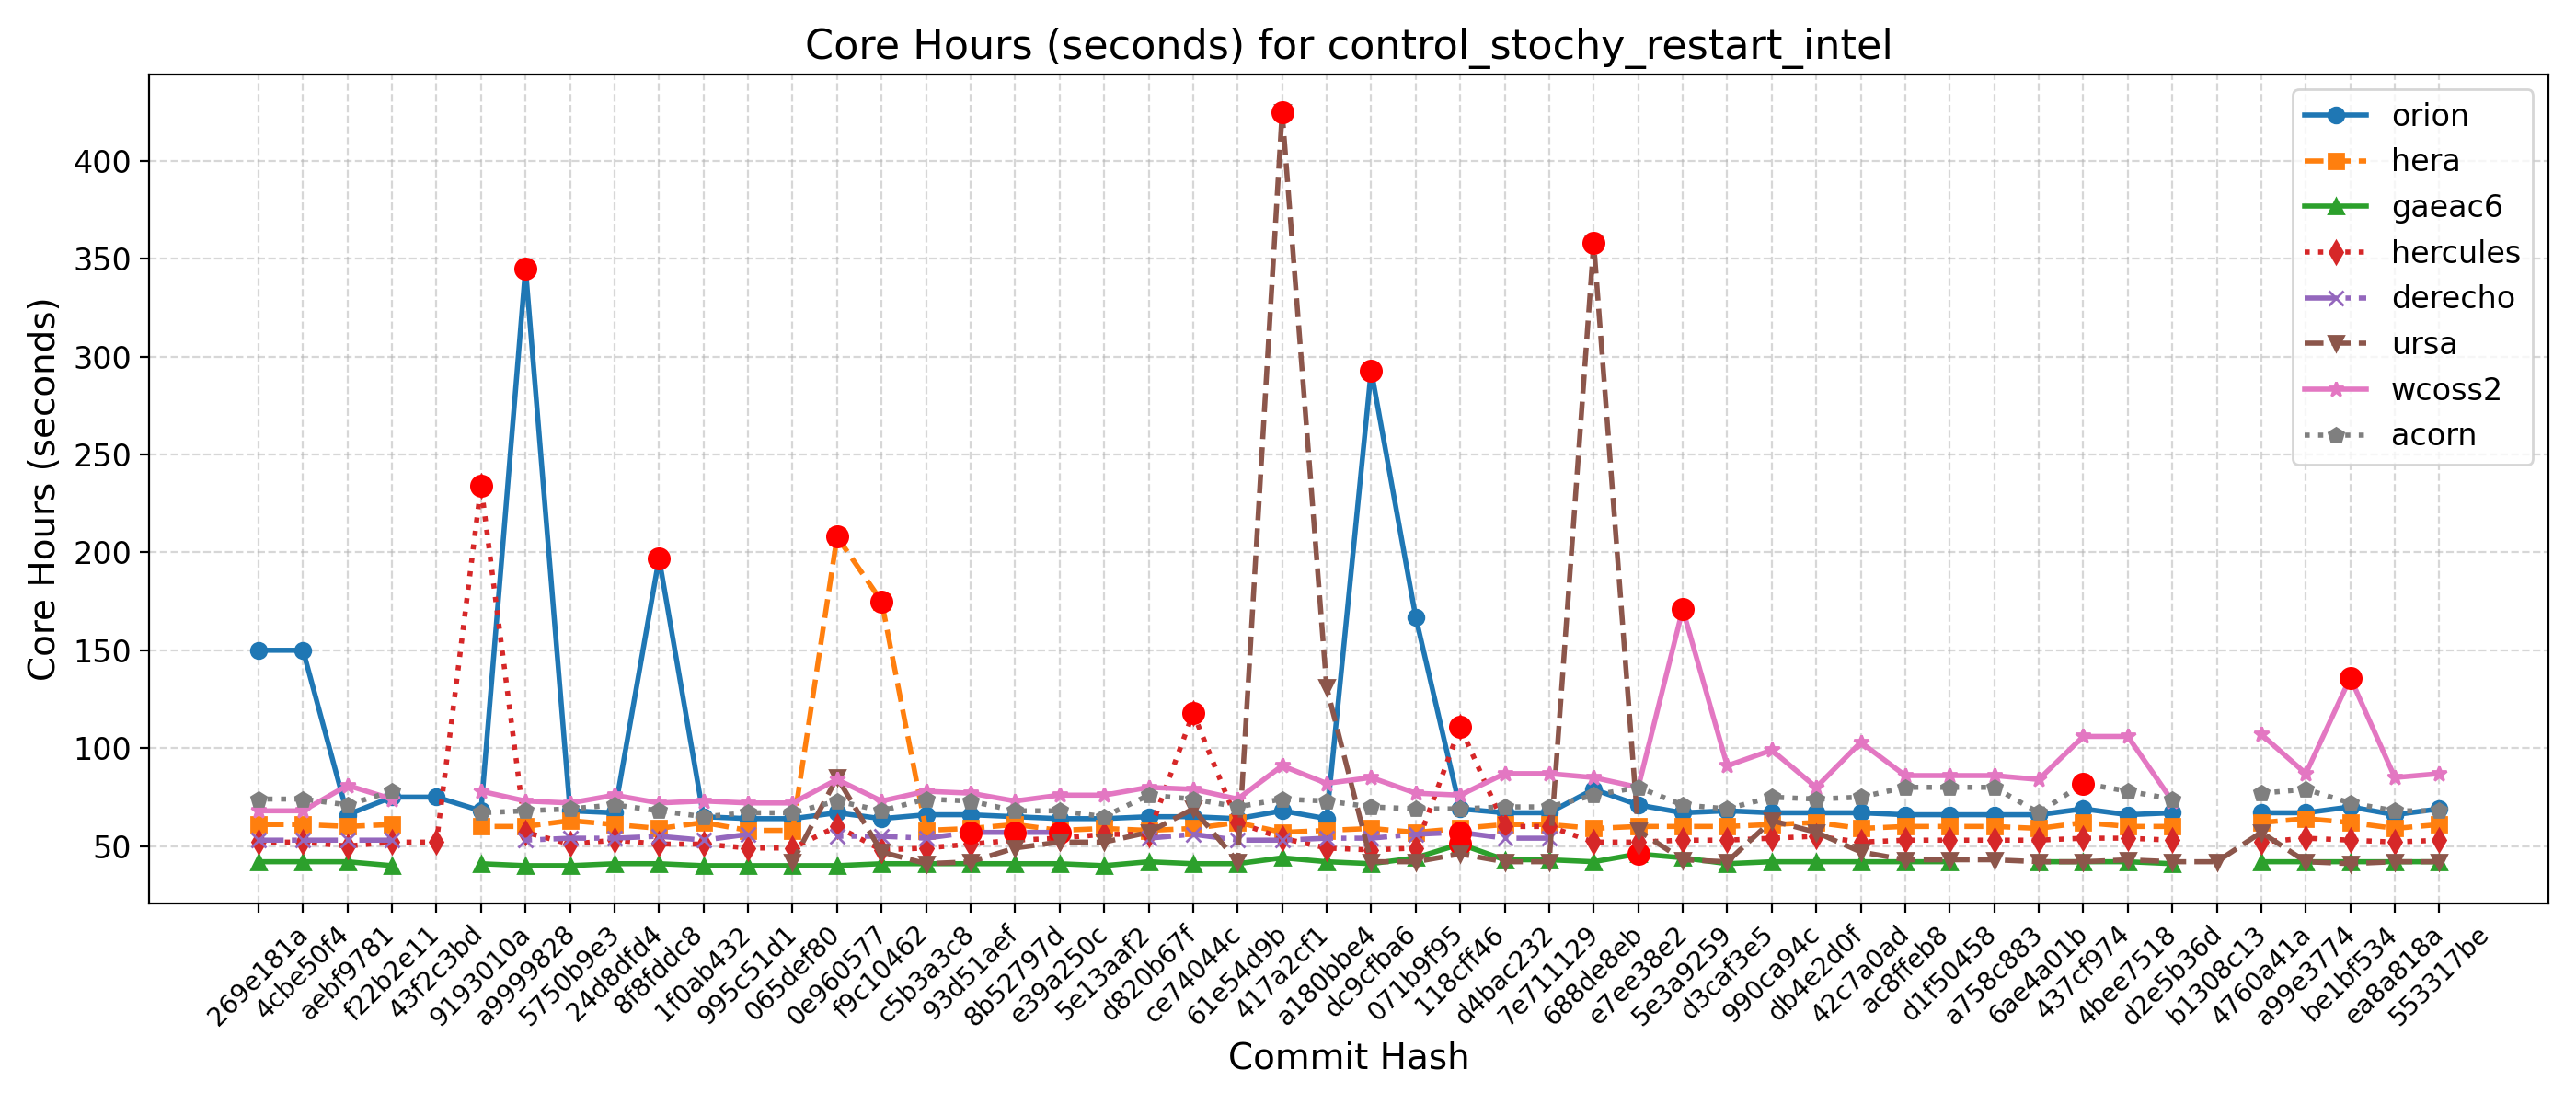 Core Hours (seconds) for control_stochy_restart_intel
Core Hours (seconds)
400
350
300
250
200
150
100
50
orion
hera
gaeac6
hercules
derecho
ursa
wcoss2
acorn
269e181a
4cbe50f4
aebf9781
f22b2e11
43f2c3bd
9193010a
a9999828
5750b9e3
24d8dfd4
8f8fddc8
1f0ab432
995c51d1
065def80
0e960577
f9c10462
c5b3a3c8
93d51aef
8b52797d
e39a250c
5e13aaf2
d820b67f
ce74044c
61e54d9b
417a2cf1
a180bbe4
dc9cfba6
071b9f95
118cff46
d4bac232
7e711129
688de8eb
e7ee38e2
5e3a9259
d3caf3e5
990ca94c
db4e2d0f
42c7a0ad
ac8ffeb8
d1f50458
a758c883
6ae4a01b
437cf974
4bee7518
d2e5b36d
b1308c13
4760a41a
a99e3774
be1bf534
ea8a818a
553317be
Commit Hash